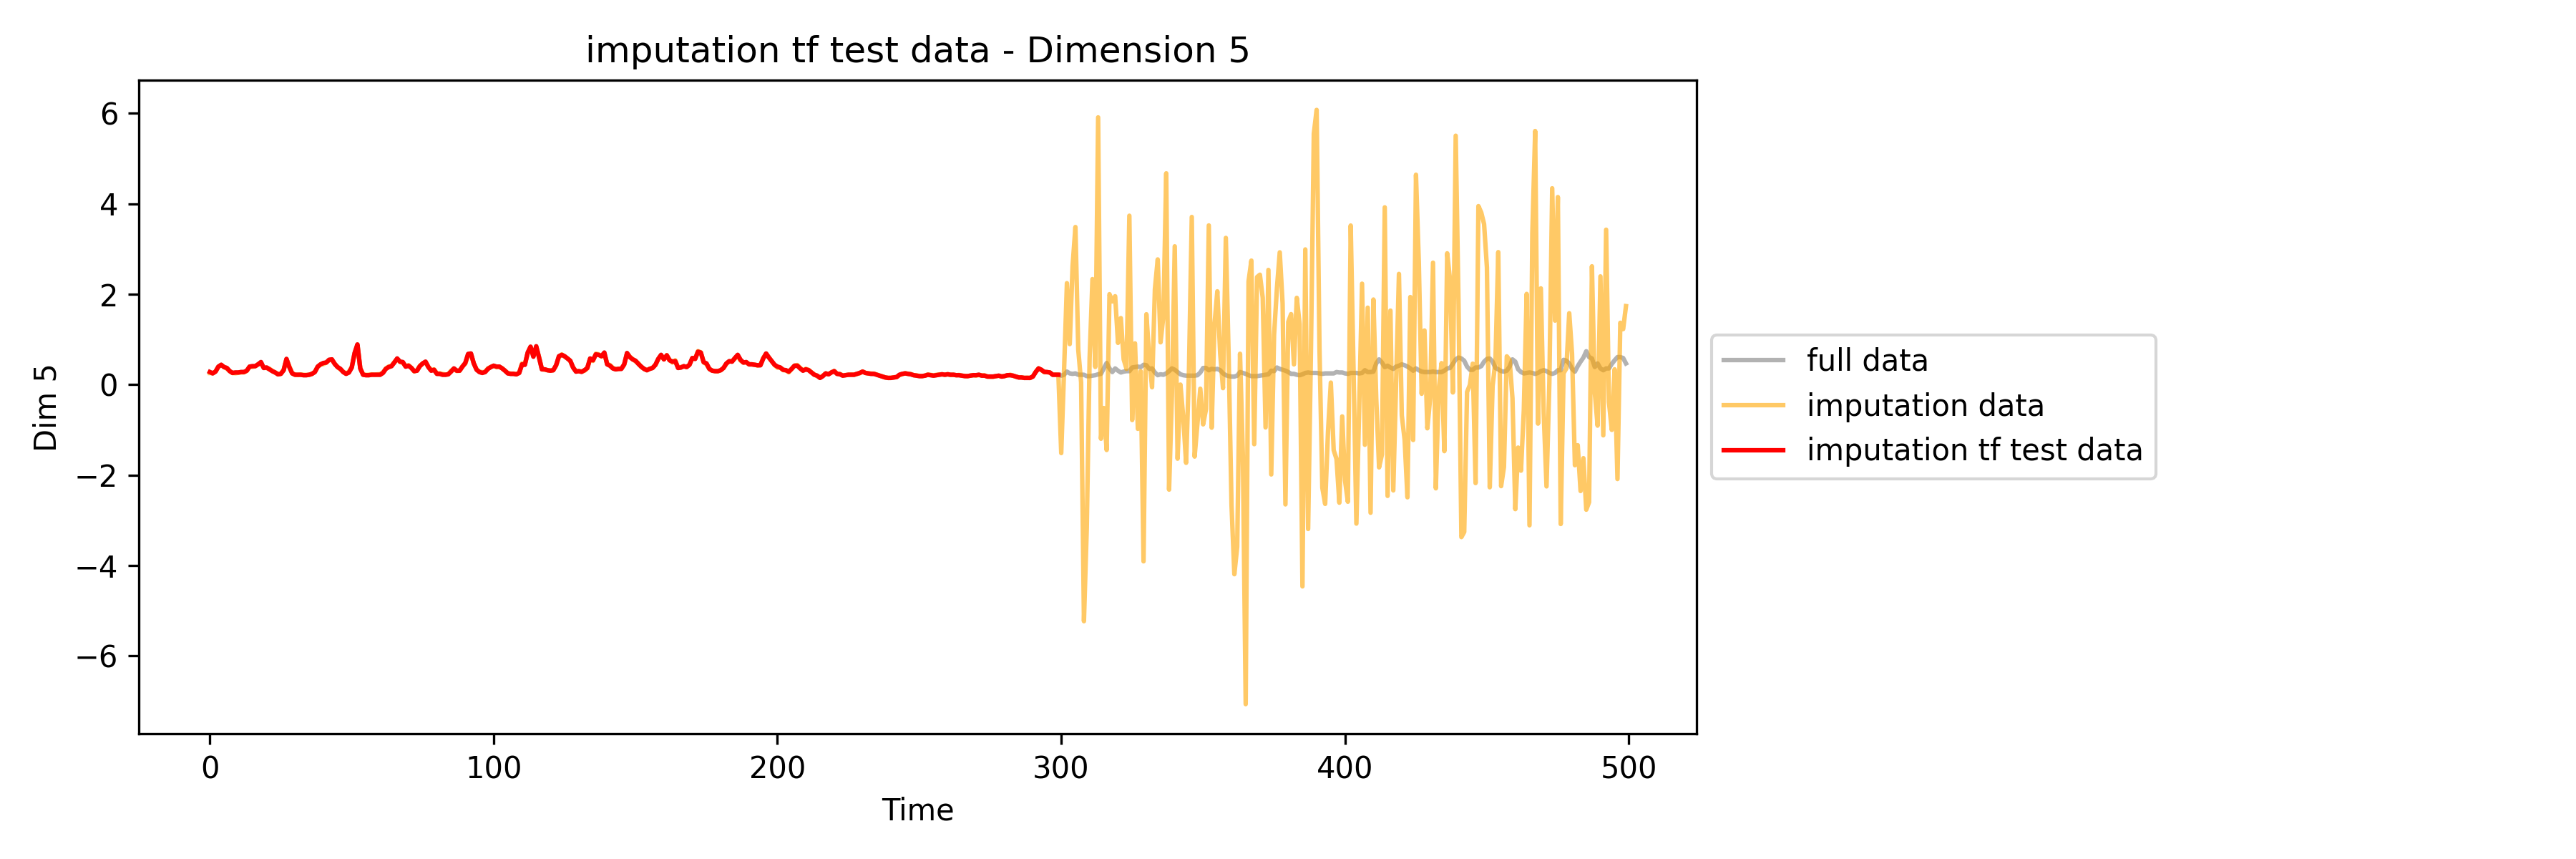 imputation tf test data - Dimension 5
6
4
2
0
−2
−4
−6
Dim 5
0 100 200 300 400 500
Time
full data
imputation data
imputation tf test data